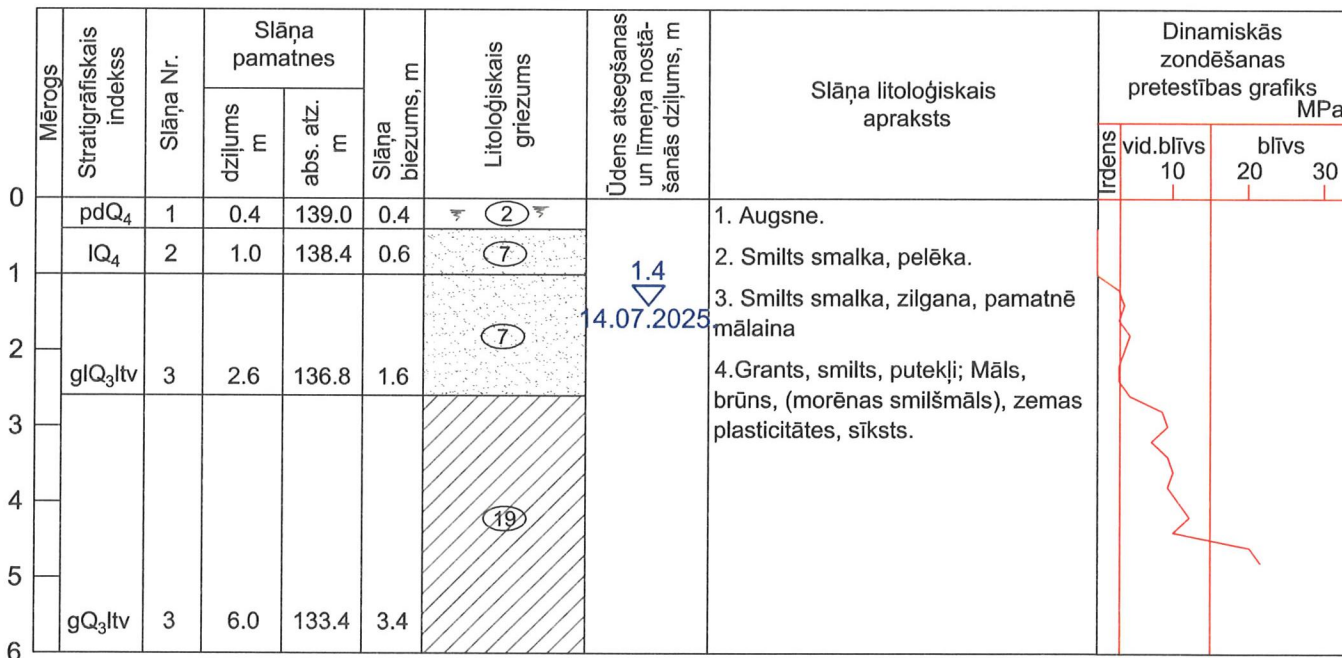 Mērogs
Stratigrāfiskais
indekss
Slāņa Nr.
Slāņa
pamatnes
dziļums
m
abs. atz.
m
Slāņa
biezums, m
Litoloģiskais
griezums
Ūdens atsegšanas
un līmeņa nostā-
šanās dziļums, m
Slāņa litoloģiskais
apraksts
Dinamiskās
zondēšanas
pretestības grafiks
MPa
Irdens
vid.blīvs
blīvs
10 20 30
0
pdQ4 1 0.4 139.0 0.4 2
lQ4 2 1.0 138.4 0.6 7
1
7
2
glQ3ltv 3 2.6 136.8 1.6
3
4
19
5
gQ3ltv 3 6.0 133.4 3.4
6
1.4
14.07.2025
1. Augsne.
2. Smilts smalka, pelēka.
3. Smilts smalka, zilgana, pamatnē
mālaina
4.Grants, smilts, putekļi; Māls,
brūns, (morēnas smilšmāls), zemas
plasticitātes, sīksts.